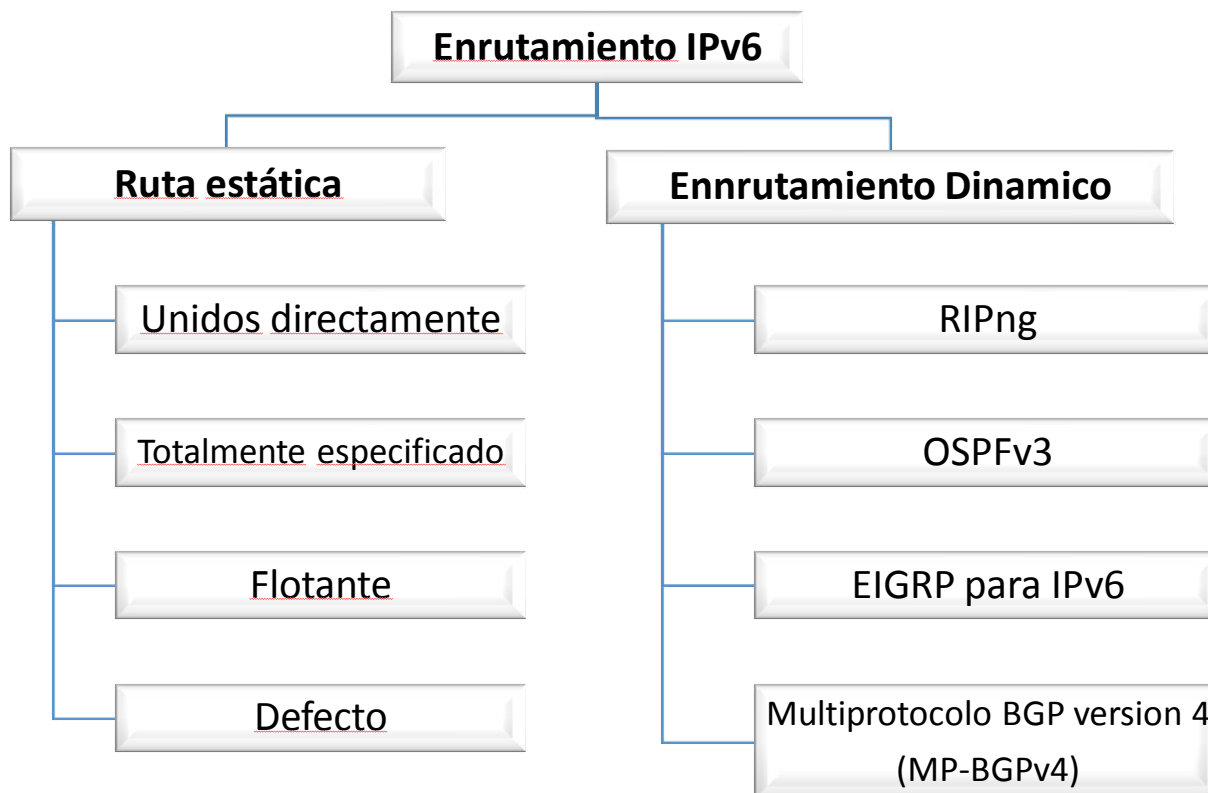 Enrutamiento IPv6
Ruta estática
Unidos directamente
Totalmente especificado
Flotante
Defecto
Ennrutamiento Dinamico
RIPng
OSPFv3
EIGRP para IPv6
Multiprotocolo BGP version 4
(MP-BGPv4)